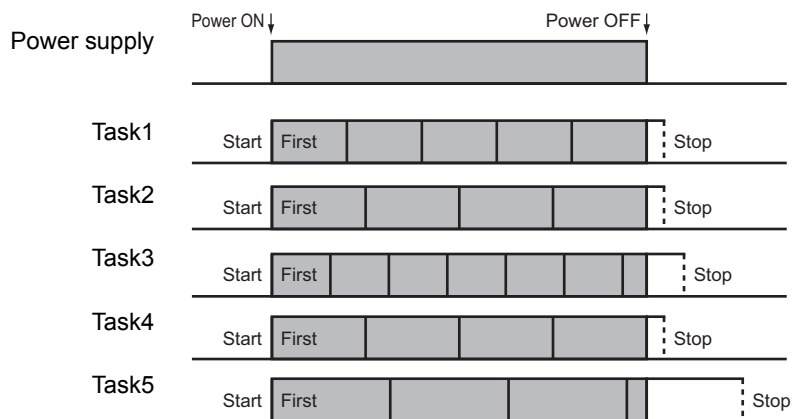 Power ON Power OFF
Power supply
Task1
Start First Stop
Task2
Start First Stop
Task3
Start First Stop
Task4
Start First Stop
Task5
Start First Stop